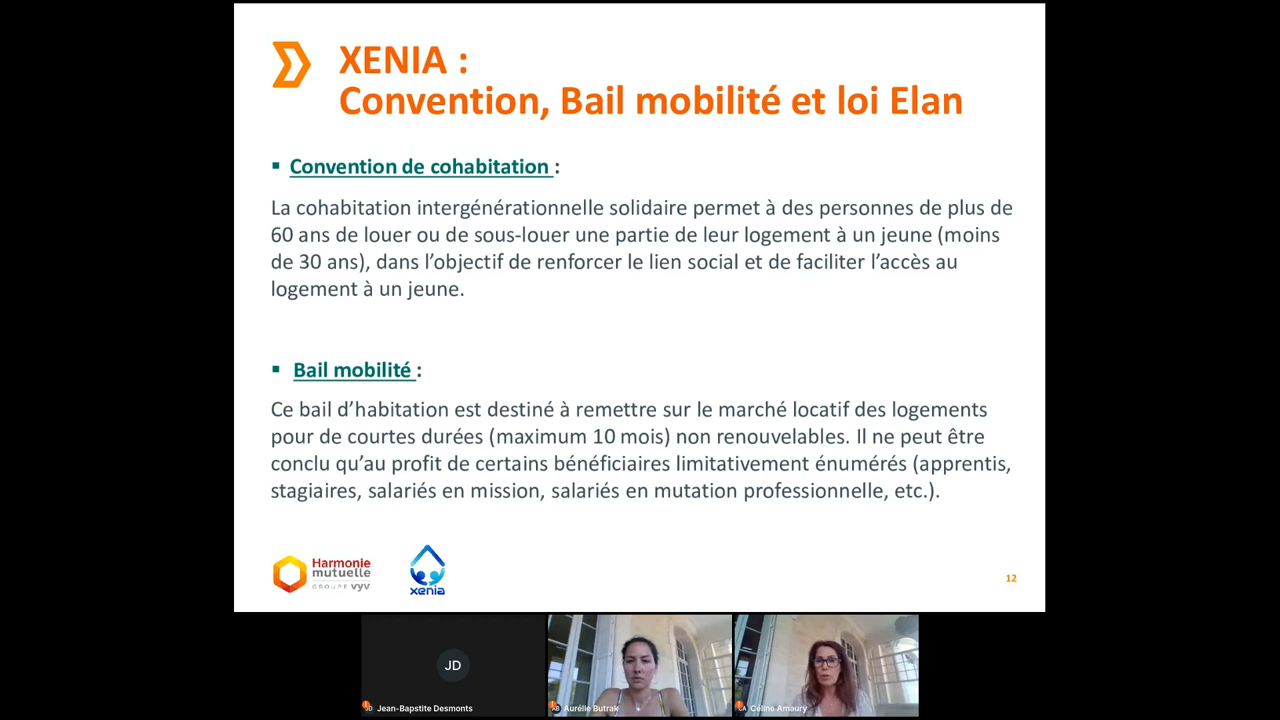 XENIA :
Convention, Bail mobilité et loi Elan
▪ Convention de cohabitation :
La cohabitation intergénérationnelle solidaire permet à des personnes de plus de
60 ans de louer ou de sous-louer une partie de leur logement à un jeune (moins
de 30 ans), dans l’objectif de renforcer le lien social et de faciliter l’accès au
logement à un jeune.
▪ Bail mobilité :
Ce bail d’habitation est destiné à remettre sur le marché locatif des logements
pour de courtes durées (maximum 10 mois) non renouvelables. Il ne peut être
conclu qu’au profit de certains bénéficiaires limitativement énumérés (apprentis,
stagiaires, salariés en mission, salariés en mutation professionnelle, etc.).
Harmonie
mutuelle
GROUPE vyv
xenia
12
JD
JD Jean-Bapstite Desmonts
AB Aurélie Butrak
CA Céline Amaury